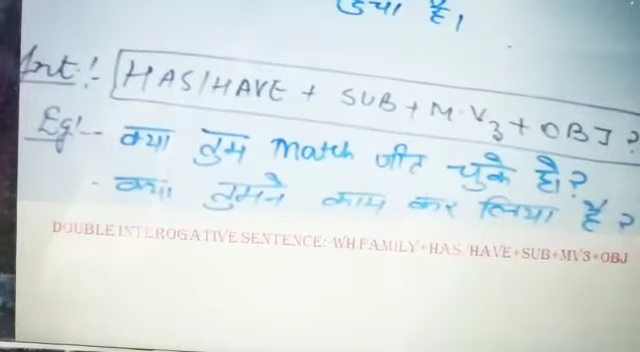 है।
Int:- HAS/HAVE + SUB + M.V3 + OBJ ?
Eg:- क्या तुम match जीत चुके हो?
- क्या तुमने काम कर लिया है ?
DOUBLE INTEROGATIVE SENTENCE:-WH FAMILY+HAS/HAVE+SUB+MV3+OBJ